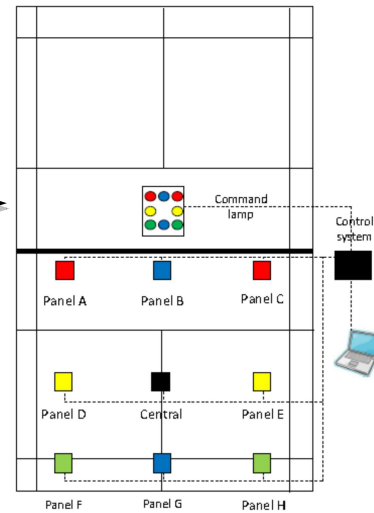 Command
lamp
Control
system
Panel A
Panel B
Panel C
Panel D
Central
Panel E
Panel F
Panel G
Panel H